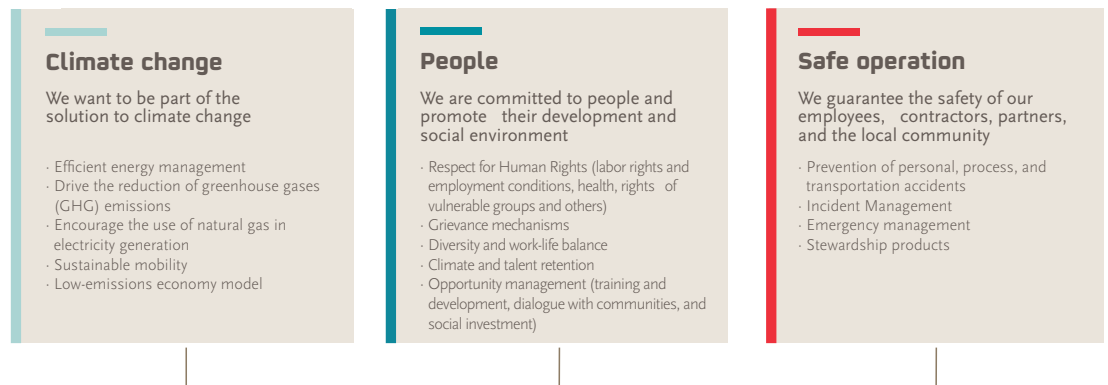 Climate change
We want to be part of the
solution to climate change
· Efficient energy management
· Drive the reduction of greenhouse gases
(GHG) emissions
· Encourage the use of natural gas in
electricity generation
· Sustainable mobility
· Low-emissions economy model
People
We are committed to people and
promote their development and
social environment
· Respect for Human Rights (labor rights and
employment conditions, health, rights of
vulnerable groups and others)
· Grievance mechanisms
· Diversity and work-life balance
· Climate and talent retention
· Opportunity management (training and
development, dialogue with communities, and
social investment)
Safe operation
We guarantee the safety of our
employees, contractors, partners,
and the local community
· Prevention of personal, process, and
transportation accidents
· Incident Management
· Emergency management
· Stewardship products